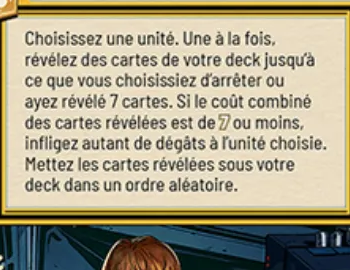 Choisissez une unité. Une à la fois,
révélez des cartes de votre deck jusqu'à
ce que vous choisissiez d'arrêter ou
ayez révélé 7 cartes. Si le coût combiné
des cartes révélées est de 7 ou moins,
infligez autant de dégâts à l'unité choisie.
Mettez les cartes révélées sous votre
deck dans un ordre aléatoire.